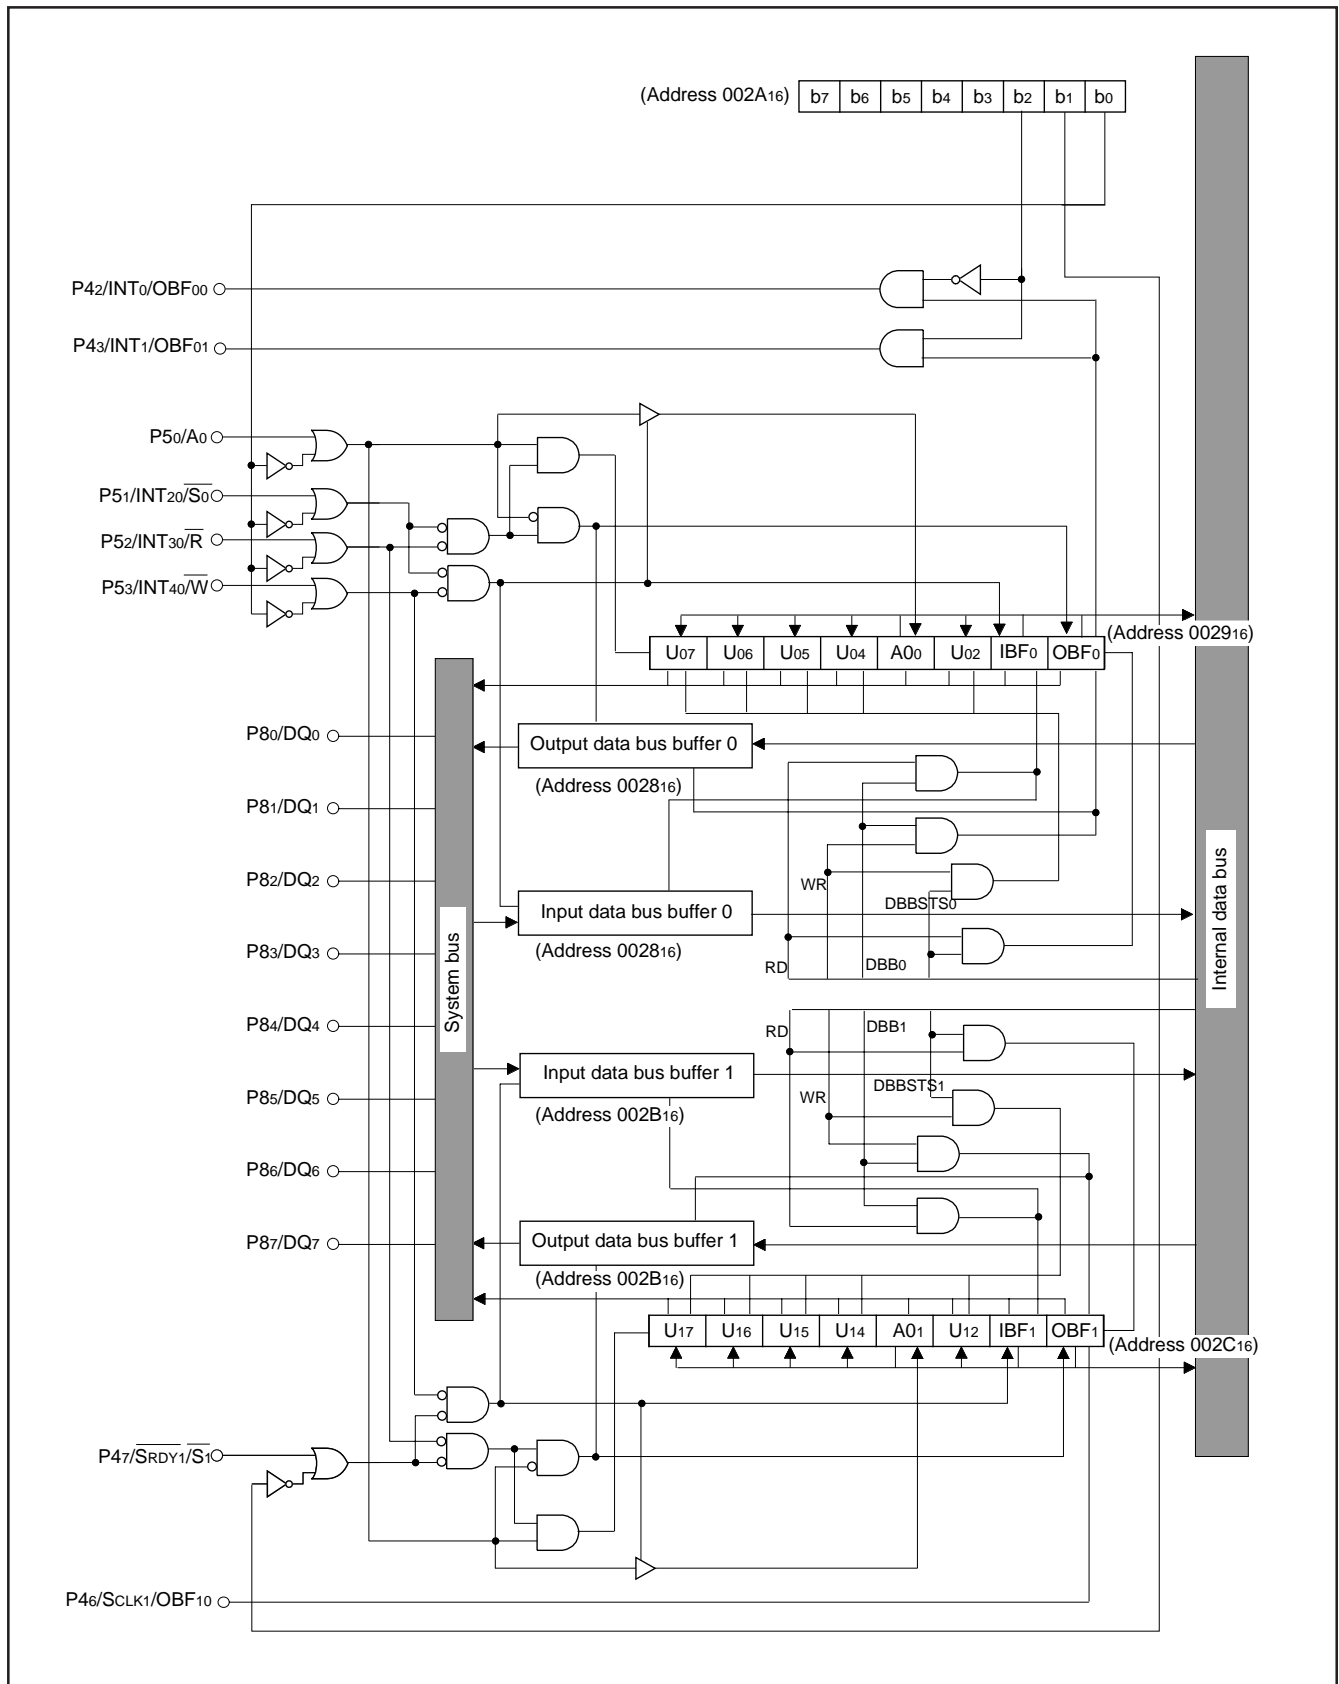 (Address 002A16) b7 b6 b5 b4 b3 b2 b1 b0
P42/INT0/OBF00
P43/INT1/OBF01
P50/A0
P51/INT20/S0
P52/INT30/R
P53/INT40/W
(Address 002916)
U07 U06 U05 U04 A00 U02 IBF0 OBF0
P80/DQ0
Output data bus buffer 0
(Address 002816)
P81/DQ1
P82/DQ2
WR
DBBSTS0
Input data bus buffer 0
(Address 002816)
P83/DQ3
RD
DBB0
System bus
Internal data bus
P84/DQ4
RD
DBB1
Input data bus buffer 1
(Address 002B16)
DBBSTS1
WR
P85/DQ5
P86/DQ6
P87/DQ7
Output data bus buffer 1
(Address 002B16)
U17 U16 U15 U14 A01 U12 IBF1 OBF1
(Address 002C16)
P47/SRDY1/S1
P46/SCLK1/OBF10